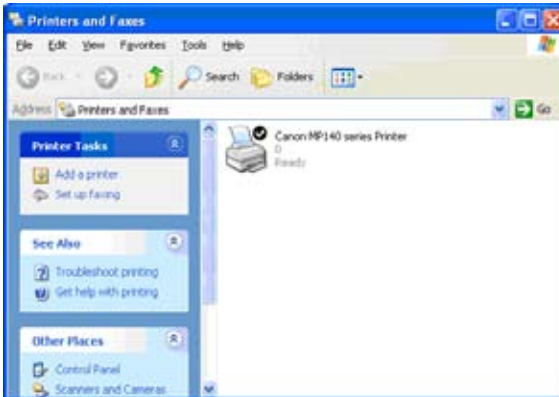 Printers and Faxes
File Edit View Favorites Tools Help
Back Search Folders
Address Printers and Faxes Go
Printer Tasks
Add a printer
Set up faxing
See Also
Troubleshoot printing
Get help with printing
Other Places
Control Panel
Scanners and Cameras
Canon MP140 series Printer
0
Ready